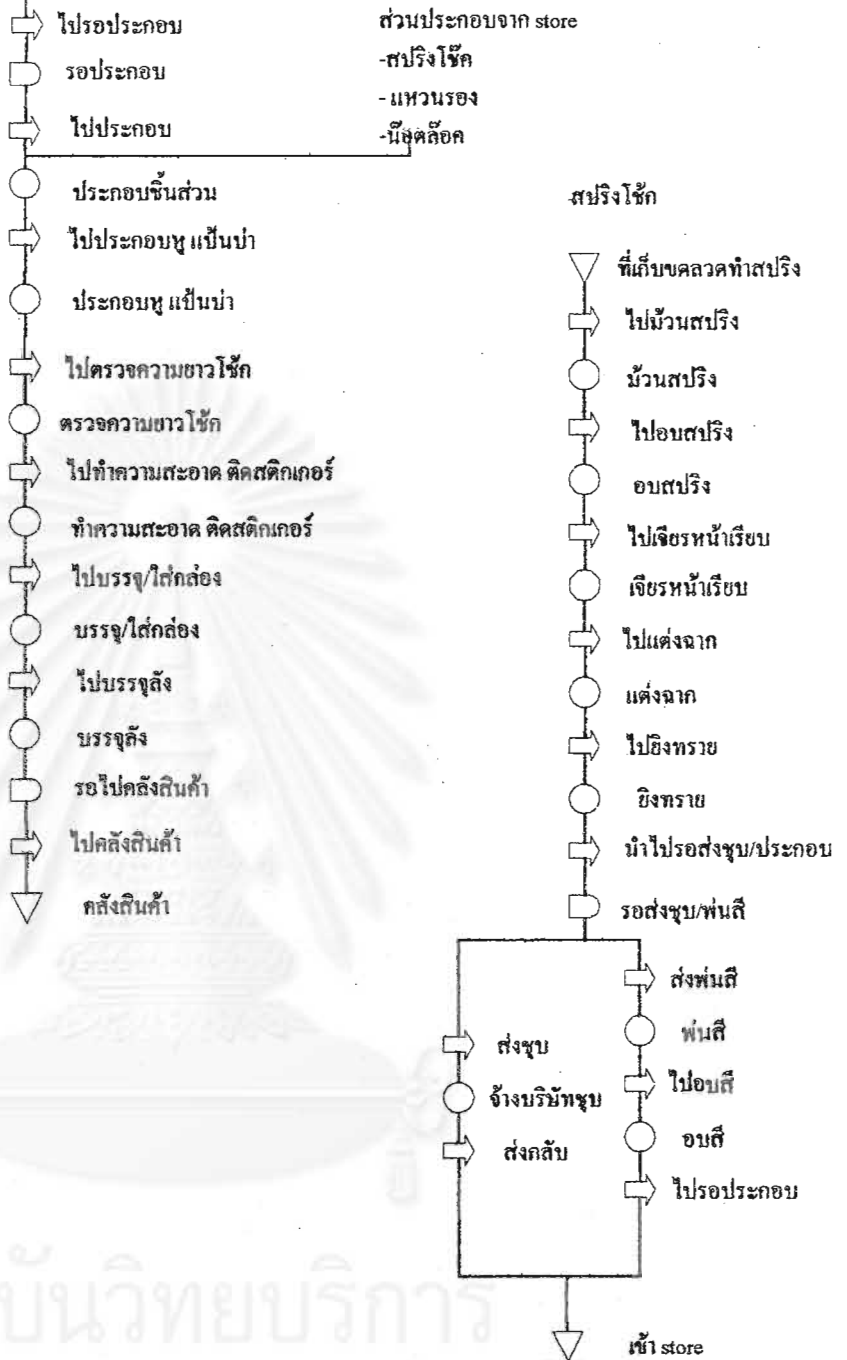 ไปรอประกอบ
รอประกอบ
ไปประกอบ
ส่วนประกอบจาก store
-สปริงโช๊ค
- แหวนรอง
-น๊อตล๊อค
ประกอบชิ้นส่วน
ไปประกอบหู แป้นบ่า
ประกอบหู แป้นบ่า
ไปตรวจความยาวโช้ก
ตรวจความยาวโช้ก
ไปทำความสะอาด ติดสติกเกอร์
ทำความสะอาด ติดสติกเกอร์
ไปบรรจุ/ใส่กล่อง
บรรจุ/ใส่กล่อง
ไปบรรจุลัง
บรรจุลัง
รอไปคลังสินค้า
ไปคลังสินค้า
คลังสินค้า
สปริงโช้ก
ที่เก็บขดลวดทำสปริง
ไปม้วนสปริง
ม้วนสปริง
ไปอบสปริง
อบสปริง
ไปเจียรหน้าเรียบ
เจียรหน้าเรียบ
ไปแต่งฉาก
แต่งฉาก
ไปยิงทราย
ยิงทราย
นำไปรอส่งชุบ/ประกอบ
รอส่งชุบ/พ่นสี
ส่งชุบ
จ้างบริษัทชุบ
ส่งกลับ
ส่งพ่นสี
พ่นสี
ไปอบสี
อบสี
ไปรอประกอบ
เข้า store
บันวิทยบริการ